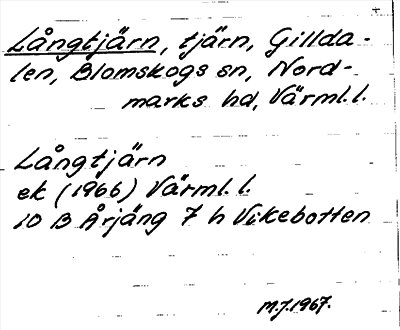 Långtjärn, tjärn, Gillda-
len, Blomskogs sn, Nord-
marks hd, Värml. l.
Långtjärn
ek (1966) Värml. l.
10 B Årjäng 7 h Vikebotten
M.J. 1967.